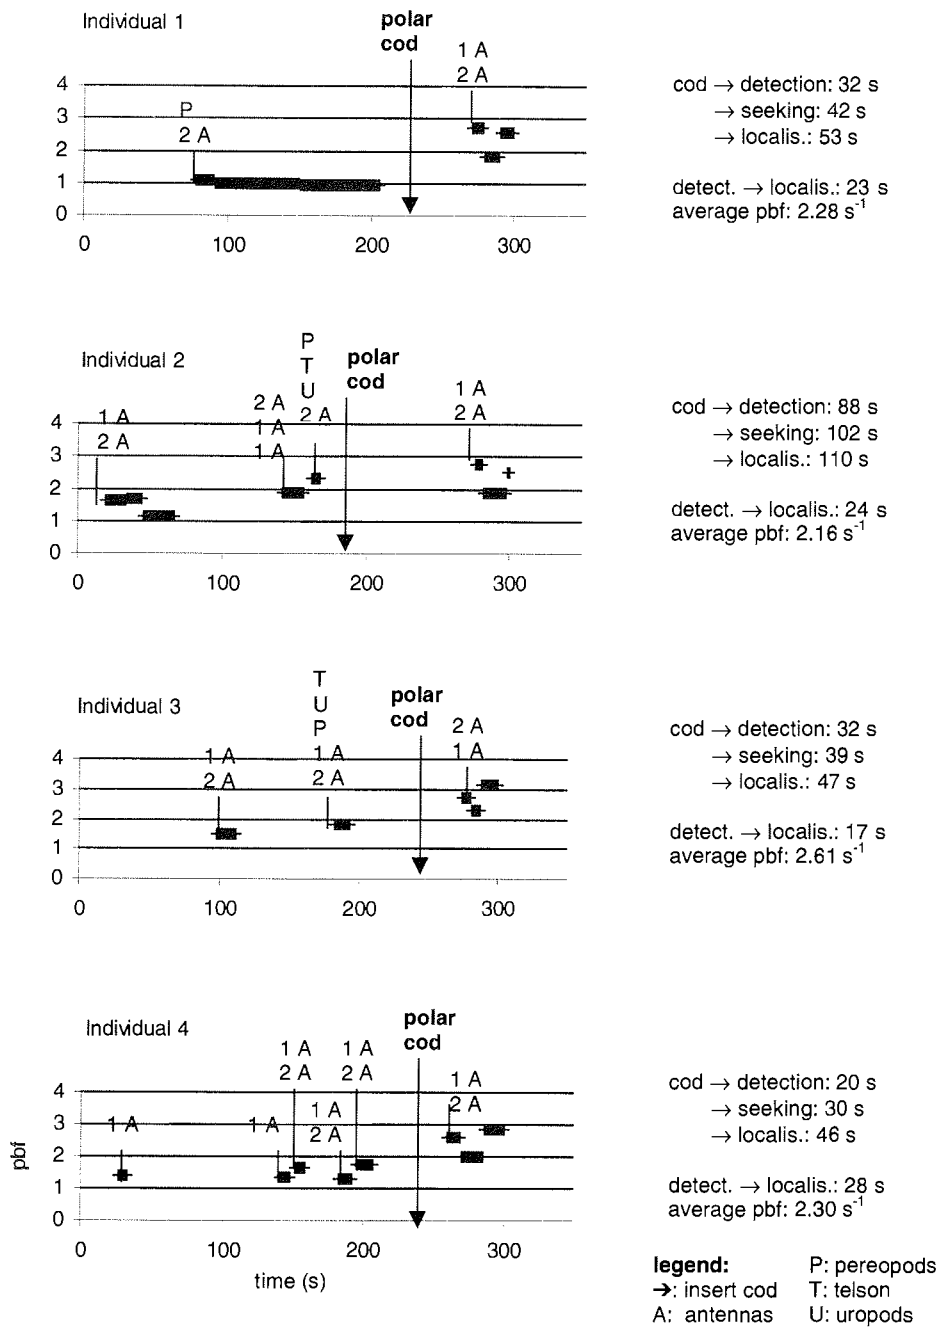 Individual 1
polar
cod
1 A
2 A
4
3
2
1
0
P
2 A
0 100 200 300
cod → detection: 32 s
→ seeking: 42 s
→ localis.: 53 s
detect. → localis.: 23 s
average pbf: 2.28 s⁻¹
Individual 2
P
T
U
2 A
polar
cod
1 A
2 A
2 A
1 A
1 A
1 A
2 A
4
3
2
1
0
0 100 200 300
cod → detection: 88 s
→ seeking: 102 s
→ localis.: 110 s
detect. → localis.: 24 s
average pbf: 2.16 s⁻¹
Individual 3
T
U
P
1 A
2 A
polar
cod
2 A
1 A
1 A
2 A
4
3
2
1
0
0 100 200 300
cod → detection: 32 s
→ seeking: 39 s
→ localis.: 47 s
detect. → localis.: 17 s
average pbf: 2.61 s⁻¹
Individual 4
polar
cod
1 A
2 A
1 A
2 A
1 A
2 A
1 A
1 A
1 A
2 A
4
3
2
1
0
pbf
0 100 200 300
time (s)
cod → detection: 20 s
→ seeking: 30 s
→ localis.: 46 s
detect. → localis.: 28 s
average pbf: 2.30 s⁻¹
legend: P: pereopods
➔: insert cod T: telson
A: antennas U: uropods